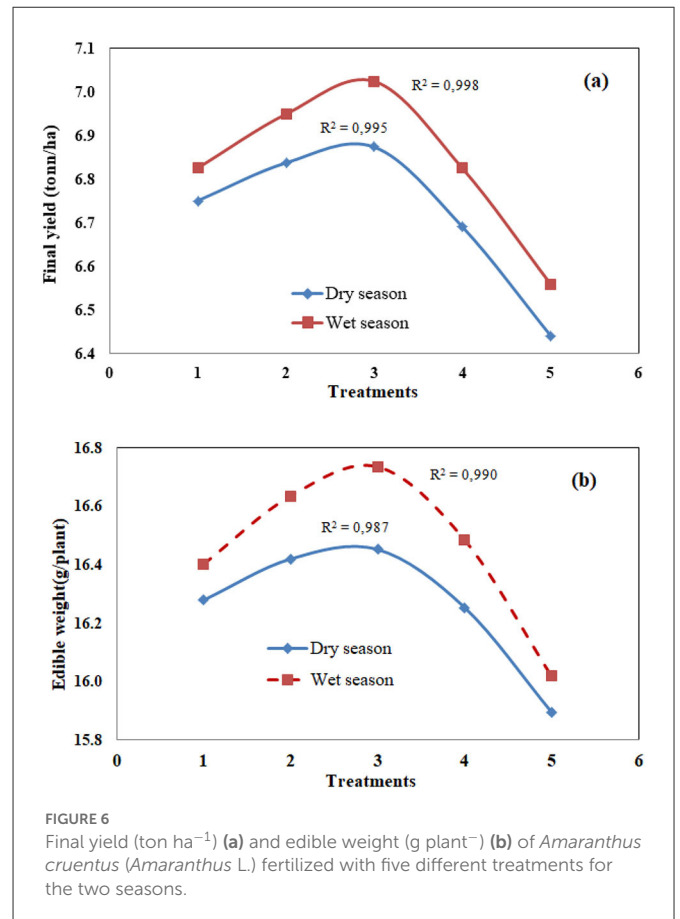 7.1
7.0
6.9
6.8
6.7
6.6
6.5
6.4
Final yield (tonn/ha)
(a)
R² = 0,998
R² = 0,995
Dry season
Wet season
0 1 2 3 4 5 6
Treatments
16.8
16.6
16.4
16.2
16.0
15.8
Edible weight(g/plant)
(b)
R² = 0,990
R² = 0,987
Dry season
Wet season
0 1 2 3 4 5 6
Treatments
FIGURE 6
Final yield (ton ha⁻¹) (a) and edible weight (g plant⁻) (b) of Amaranthus
cruentus (Amaranthus L.) fertilized with five different treatments for
the two seasons.